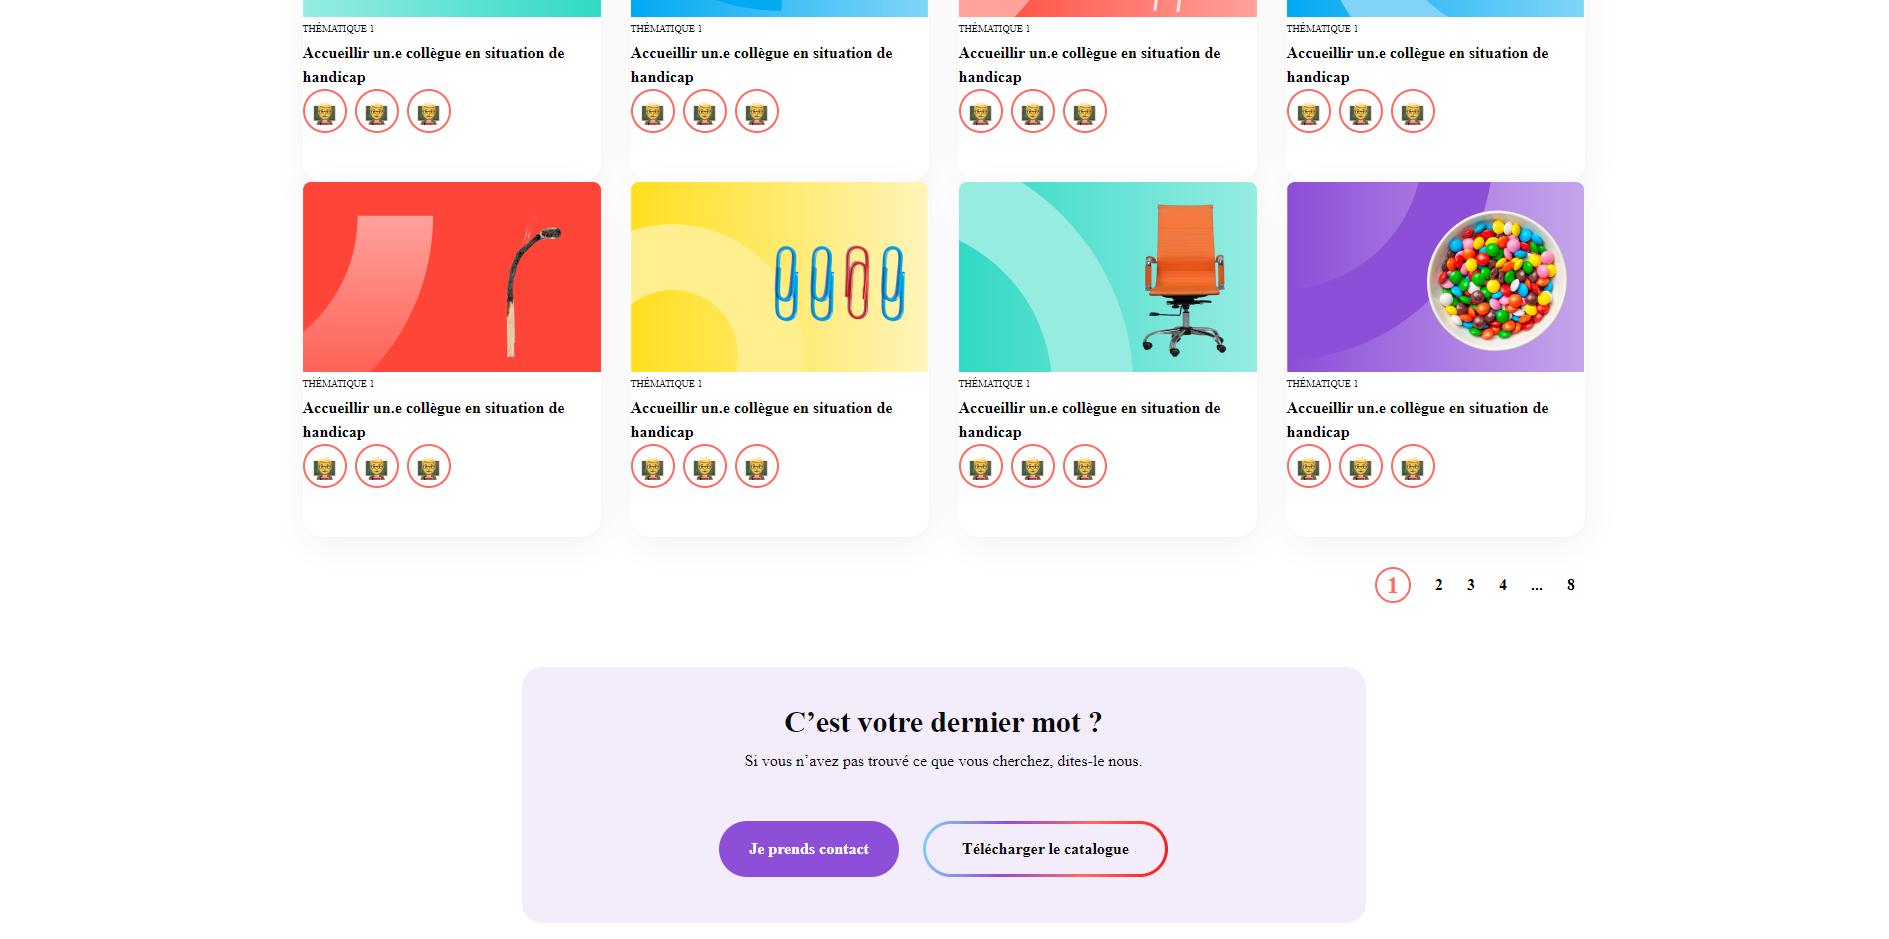 THÉMATIQUE 1 THÉMATIQUE 1 THÉMATIQUE 1 THÉMATIQUE 1
Accueillir un.e collègue en situation de Accueillir un.e collègue en situation de Accueillir un.e collègue en situation de Accueillir un.e collègue en situation de
handicap handicap handicap handicap
THÉMATIQUE 1 THÉMATIQUE 1 THÉMATIQUE 1 THÉMATIQUE 1
Accueillir un.e collègue en situation de Accueillir un.e collègue en situation de Accueillir un.e collègue en situation de Accueillir un.e collègue en situation de
handicap handicap handicap handicap
1 2 3 4 ... 8
C’est votre dernier mot ?
Si vous n’avez pas trouvé ce que vous cherchez, dites-le nous.
Je prends contact Télécharger le catalogue